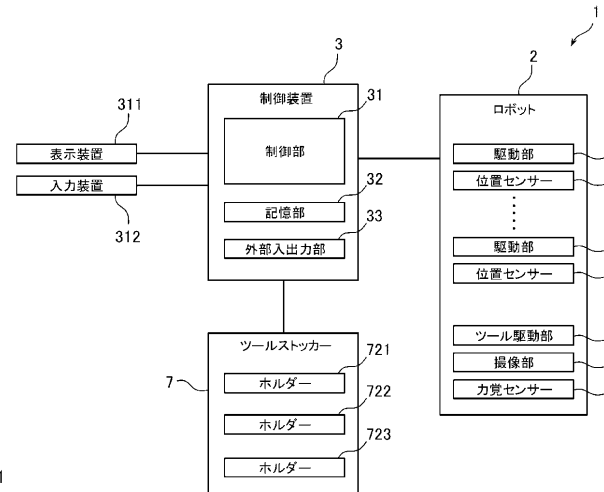 1
3
2
制御装置
31
ロボット
311
制御部
表示装置
駆動部
入力装置
32
位置センサー
312
記憶部
33
外部入出力部
駆動部
位置センサー
ツールストッカー
ツール駆動部
721
撮像部
7
ホルダー
力覚センサー
722
ホルダー
723
ホルダー